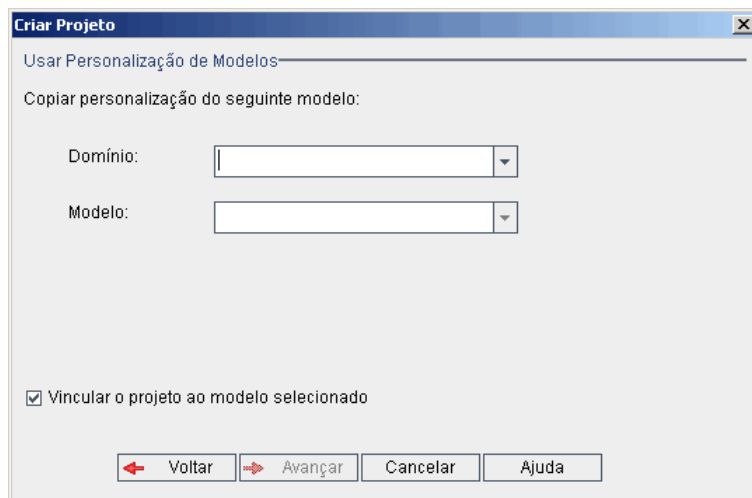 Criar Projeto
Usar Personalização de Modelos
Copiar personalização do seguinte modelo:
Domínio:
Modelo:
Vincular o projeto ao modelo selecionado
Voltar Avançar Cancelar Ajuda